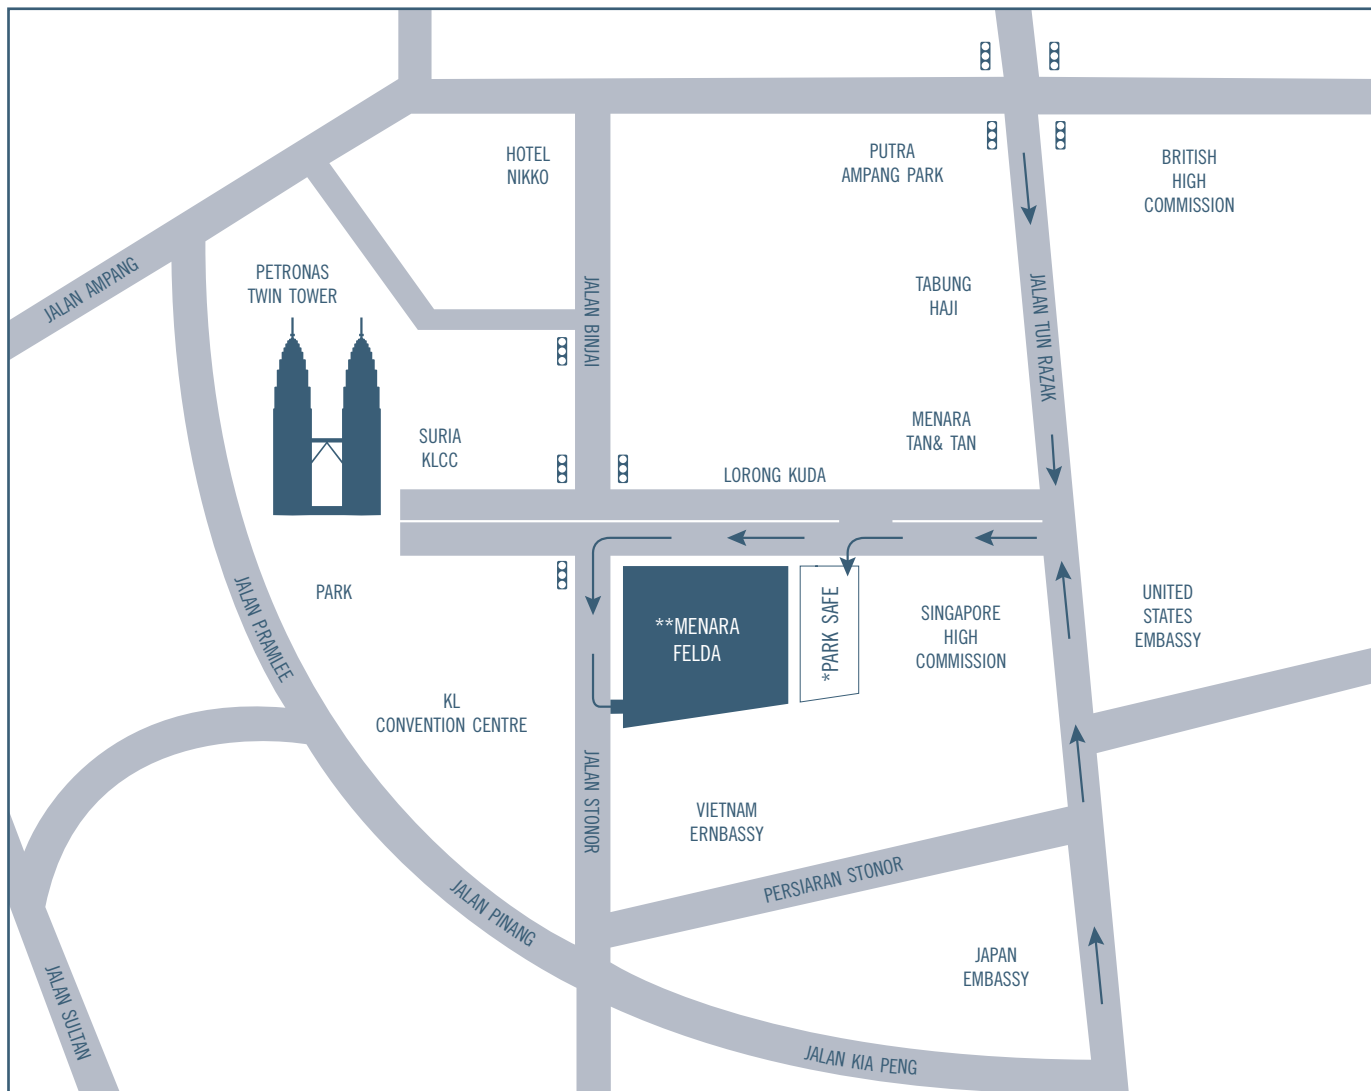 HOTEL
NIKKO
PUTRA
AMPANG PARK
BRITISH
HIGH
COMMISSION
JALAN AMPANG
PETRONAS
TWIN TOWER
JALAN BINJAI
TABUNG
HAJI
JALAN TUN RAZAK
SURIA
KLCC
MENARA
TAN& TAN
LORONG KUDA
JALAN P.RAMLEE
PARK
**MENARA
FELDA
*PARK SAFE
SINGAPORE
HIGH
COMMISSION
UNITED
STATES
EMBASSY
KL
CONVENTION CENTRE
JALAN STONOR
VIETNAM
ERNBASSY
PERSIARAN STONOR
JALAN PINANG
JAPAN
EMBASSY
JALAN SULTAN
JALAN KIA PENG